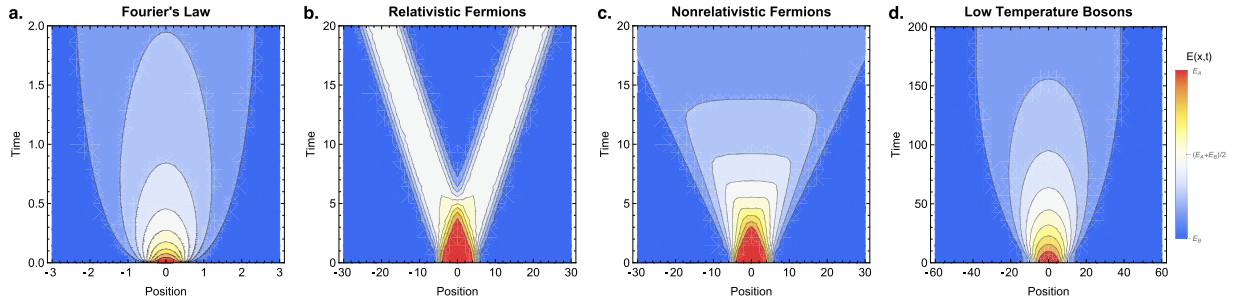 a. Fourier's Law
2.0
1.5
1.0
0.5
0.0
-3 -2 -1 0 1 2 3
Time
Position
b. Relativistic Fermions
20
15
10
5
0
-30 -20 -10 0 10 20 30
Time
Position
c. Nonrelativistic Fermions
20
15
10
5
0
-30 -20 -10 0 10 20 30
Time
Position
d. Low Temperature Bosons
200
150
100
50
0
-60 -40 -20 0 20 40 60
Time
Position
E(x,t)
E_A
(E_A+E_B)/2
E_B